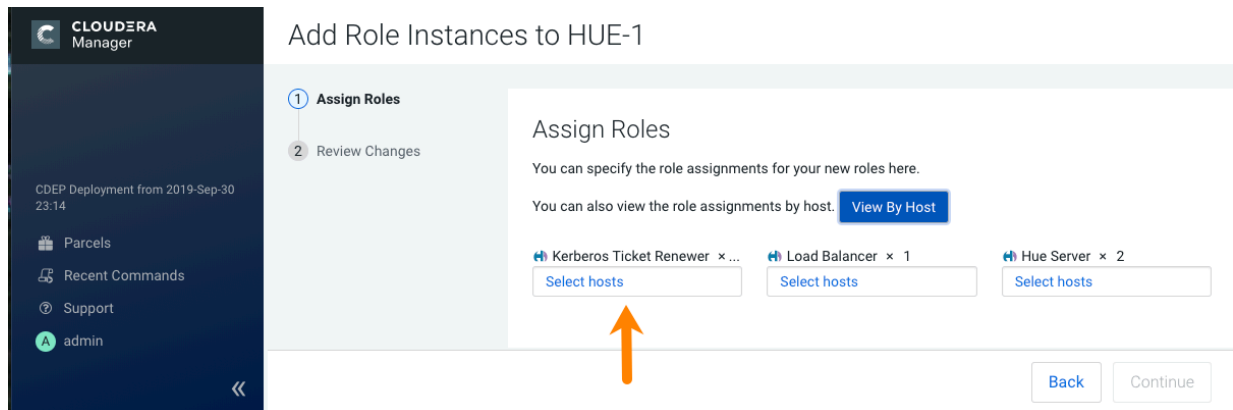 CLOUDERA
Manager
Add Role Instances to HUE-1
CDEP Deployment from 2019-Sep-30
23:14
Parcels
Recent Commands
Support
A admin
1 Assign Roles
2 Review Changes
Assign Roles
You can specify the role assignments for your new roles here.
You can also view the role assignments by host. View By Host
Kerberos Ticket Renewer × ... Load Balancer × 1 Hue Server × 2
Select hosts Select hosts Select hosts
Back Continue